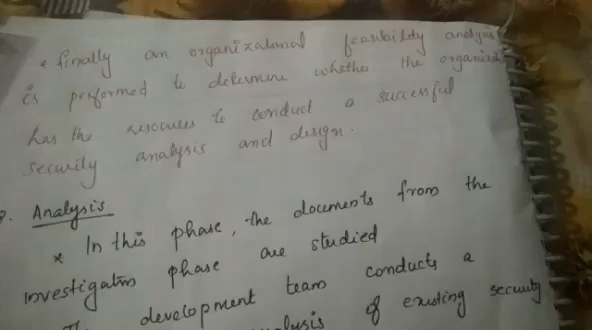 * finally an organizational feasibility analysis
is performed to determine whether the organizati
has the resources to conduct a successful
security analysis and design.
Analysis
* In this phase, the documents from the
investigation phase are studied
development team conducts a
analysis of existing security